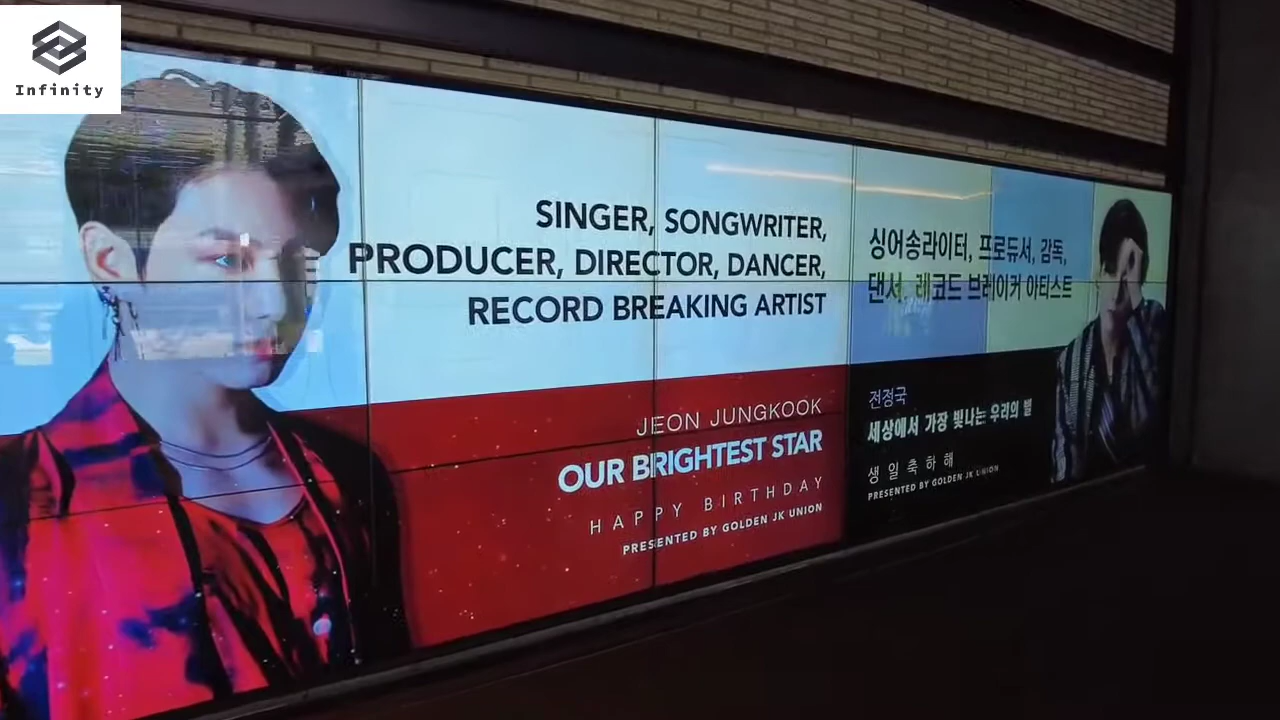 Infinity
SINGER, SONGWRITER,
PRODUCER, DIRECTOR, DANCER,
RECORD BREAKING ARTIST
JEON JUNGKOOK
OUR BRIGHTEST STAR
HAPPY BIRTHDAY
PRESENTED BY GOLDEN JK UNION
싱어송라이터, 프로듀서, 감독,
댄서, 레코드 브레이커 아티스트
전정국
세상에서 가장 빛나는 우리의 별
생일축하해
PRESENTED BY GOLDEN JK UNION